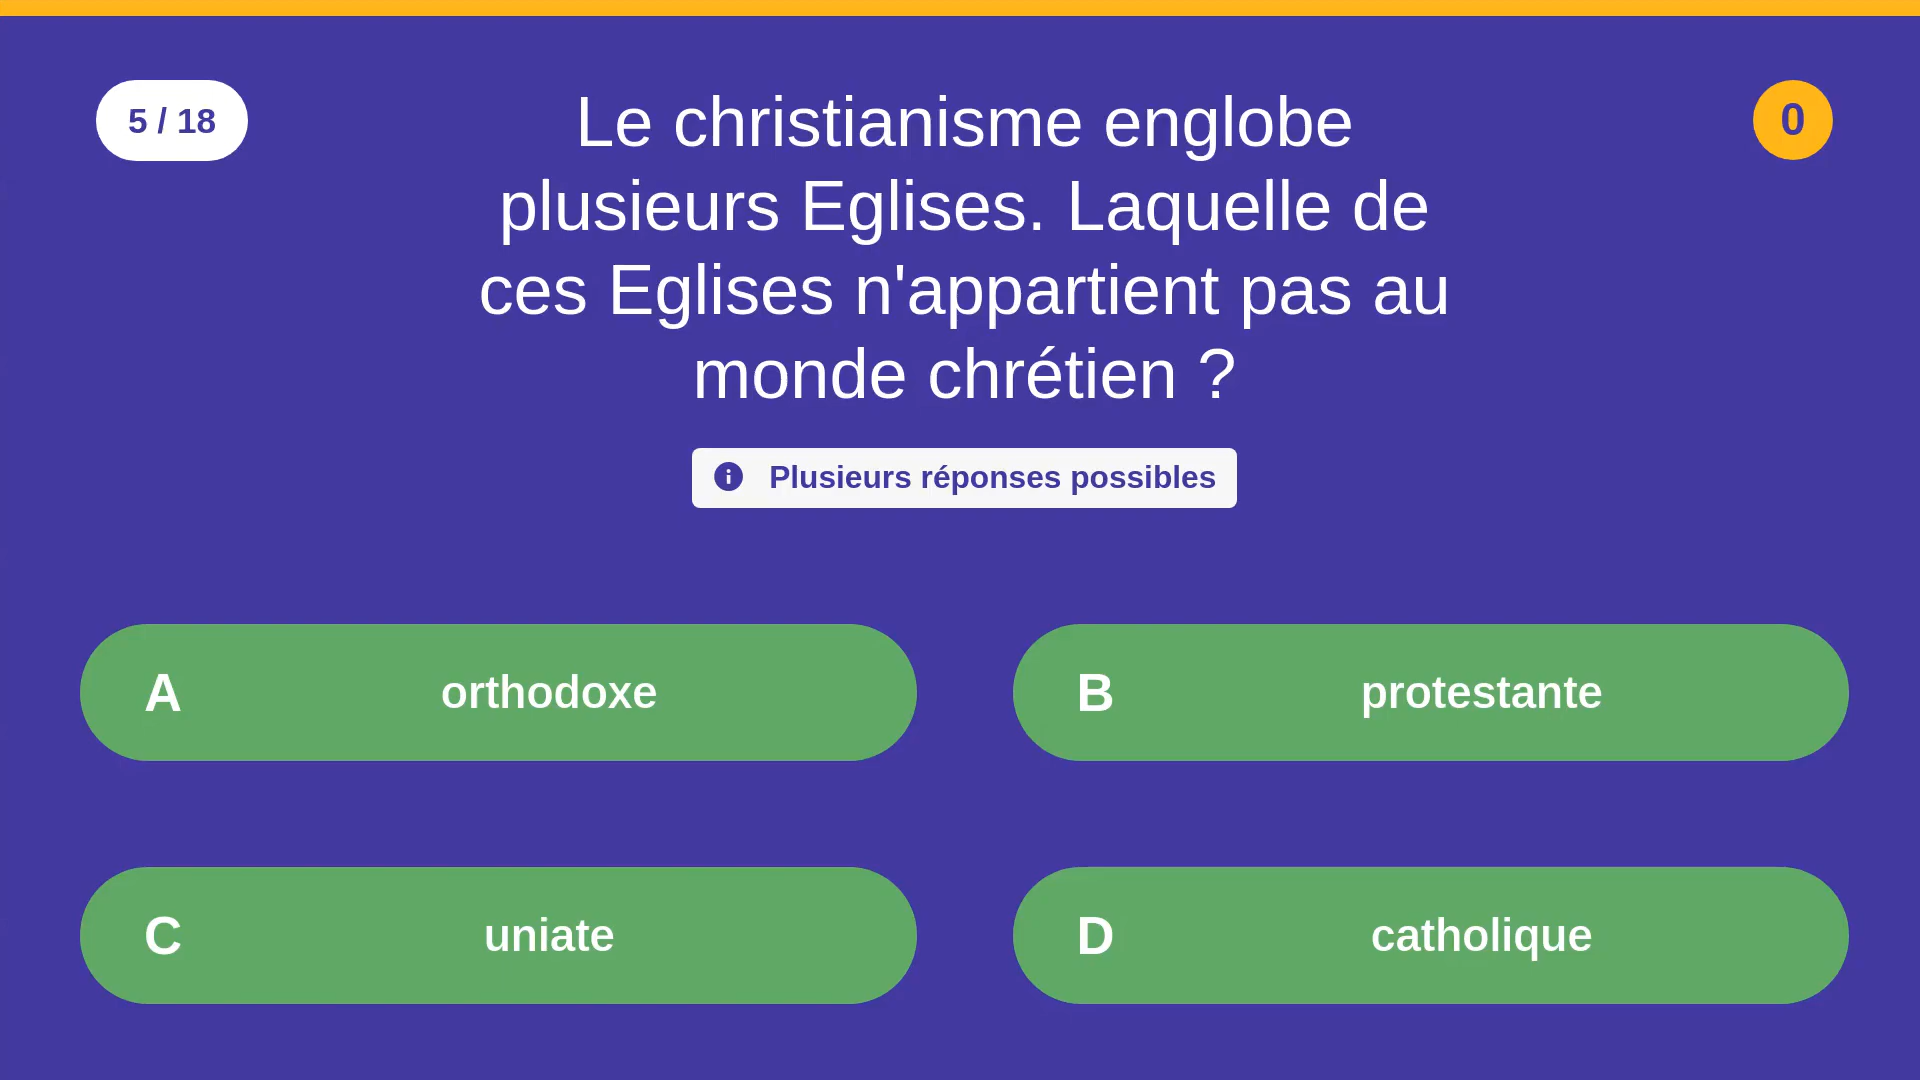 5 / 18
Le christianisme englobe
plusieurs Eglises. Laquelle de
ces Eglises n'appartient pas au
monde chrétien ?
0
Plusieurs réponses possibles
A orthodoxe
B protestante
C uniate
D catholique